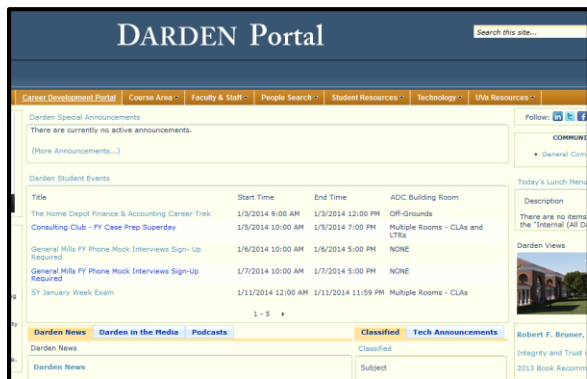 DARDEN Portal
Search this site...
Career Development Portal Course Area Faculty & Staff People Search Student Resources Technology UVa Resources
Darden Special Announcements
There are currently no active announcements.
(More Announcements...)
Follow:
COMMUNI
General Com
Darden Student Events
Title Start Time End Time ADC Building Room
The Home Depot Finance & Accounting Career Trek 1/3/2014 9:00 AM 1/3/2014 12:00 PM Off-Grounds
Consulting Club - FY Case Prep Superday 1/5/2014 10:00 AM 1/5/2014 7:00 PM Multiple Rooms - CLAs and
LTRs
General Mills FY Phone Mock Interviews Sign-Up 1/6/2014 10:00 AM 1/6/2014 5:00 PM NONE
Required
General Mills FY Phone Mock Interviews Sign-Up 1/7/2014 10:00 AM 1/7/2014 5:00 PM NONE
Required
SY January Week Exam 1/11/2014 12:00 AM 1/11/2014 11:59 PM Multiple Rooms - CLAs
1 - 5
Today's Lunch Menu
Description
There are no items
the "Internal (All Da
Darden Views
Darden News Darden in the Media Podcasts
Darden News
Darden News
Classified Tech Announcements
Classified
Subject
Robert F. Bruner,
Integrity and Trust i
2013 Book Recomm